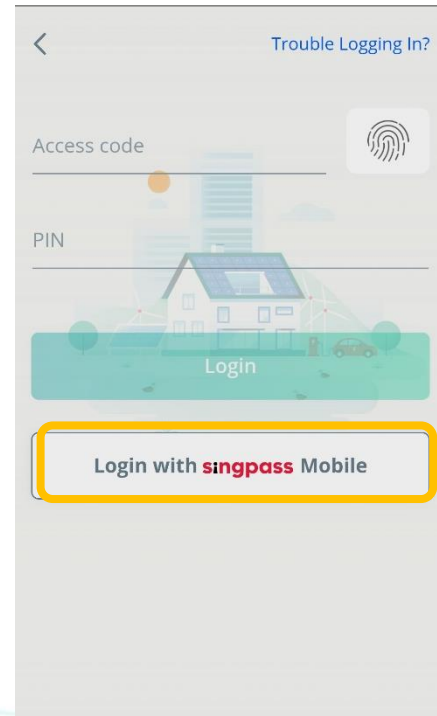 Trouble Logging In?
Access code
PIN
Login
Login with singpass Mobile